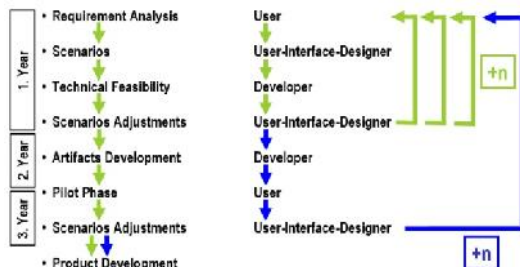 1. Year
• Requirement Analysis
User
• Scenarios
User-Interface-Designer
• Technical Feasibility
Developer
• Scenarios Adjustments
User-Interface-Designer
+n
2. Year
• Artifacts Development
Developer
• Pilot Phase
User
3. Year
• Scenarios Adjustments
User-Interface-Designer
• Product Development
+n